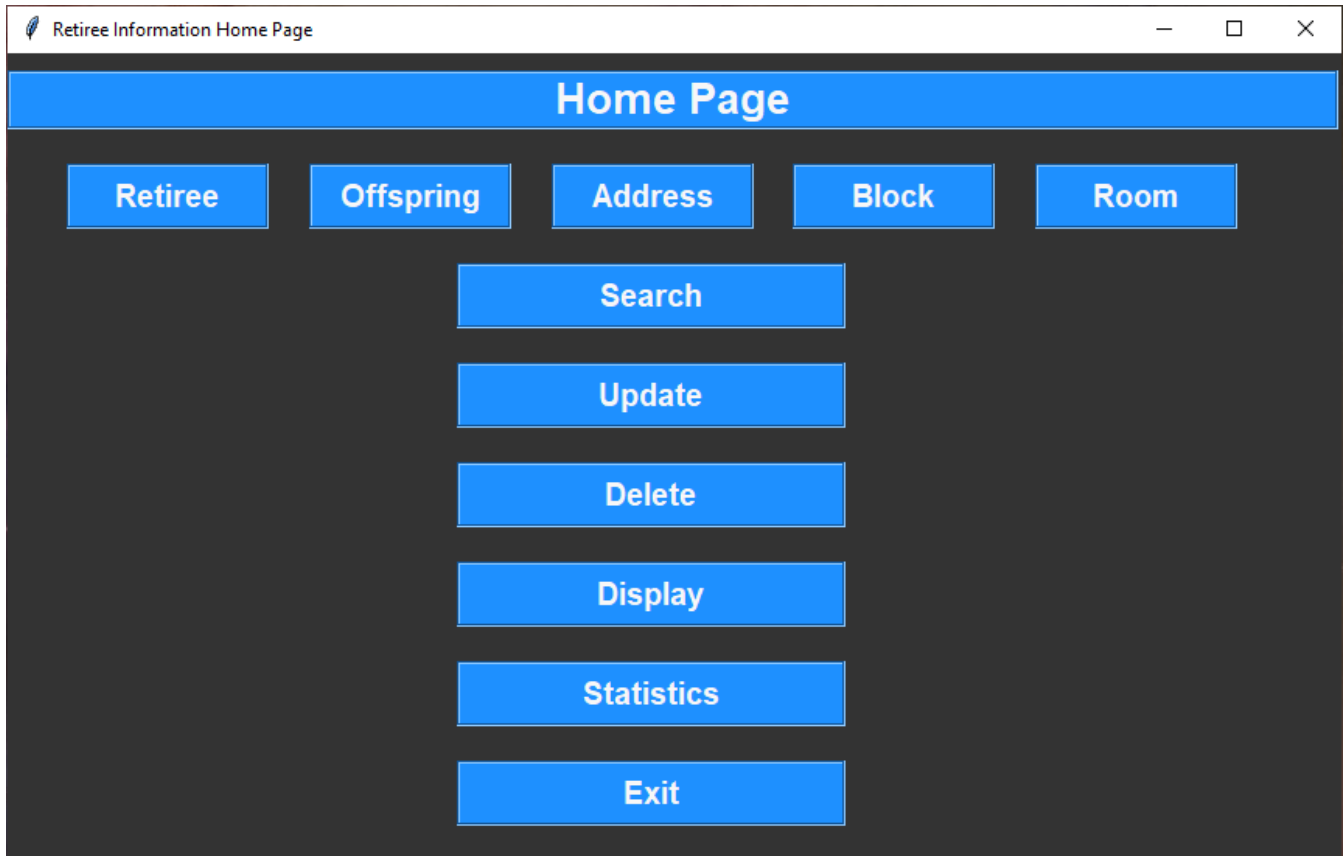 Retiree Information Home Page
Home Page
Retiree Offspring Address Block Room
Search
Update
Delete
Display
Statistics
Exit